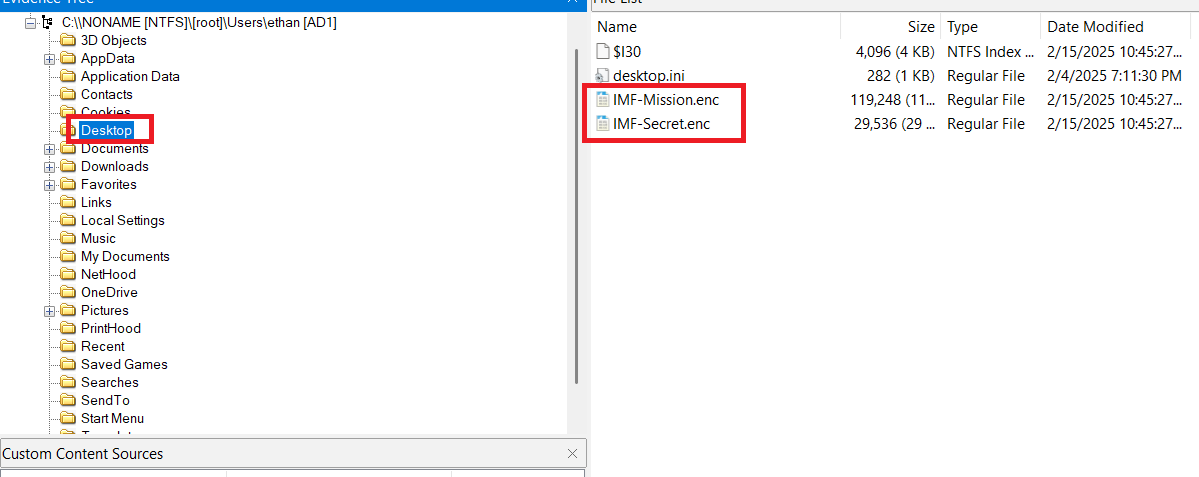 Evidence Tree
C:\\NONAME [NTFS]\[root]\Users\ethan [AD1]
3D Objects
AppData
Application Data
Contacts
Cookies
Desktop
Documents
Downloads
Favorites
Links
Local Settings
Music
My Documents
NetHood
OneDrive
Pictures
PrintHood
Recent
Saved Games
Searches
SendTo
Start Menu
Custom Content Sources
File List
Name Size Type Date Modified
$I30 4,096 (4 KB) NTFS Index ... 2/15/2025 10:45:27...
desktop.ini 282 (1 KB) Regular File 2/4/2025 7:11:30 PM
IMF-Mission.enc 119,248 (11... Regular File 2/15/2025 10:45:27...
IMF-Secret.enc 29,536 (29 ... Regular File 2/15/2025 10:45:27...